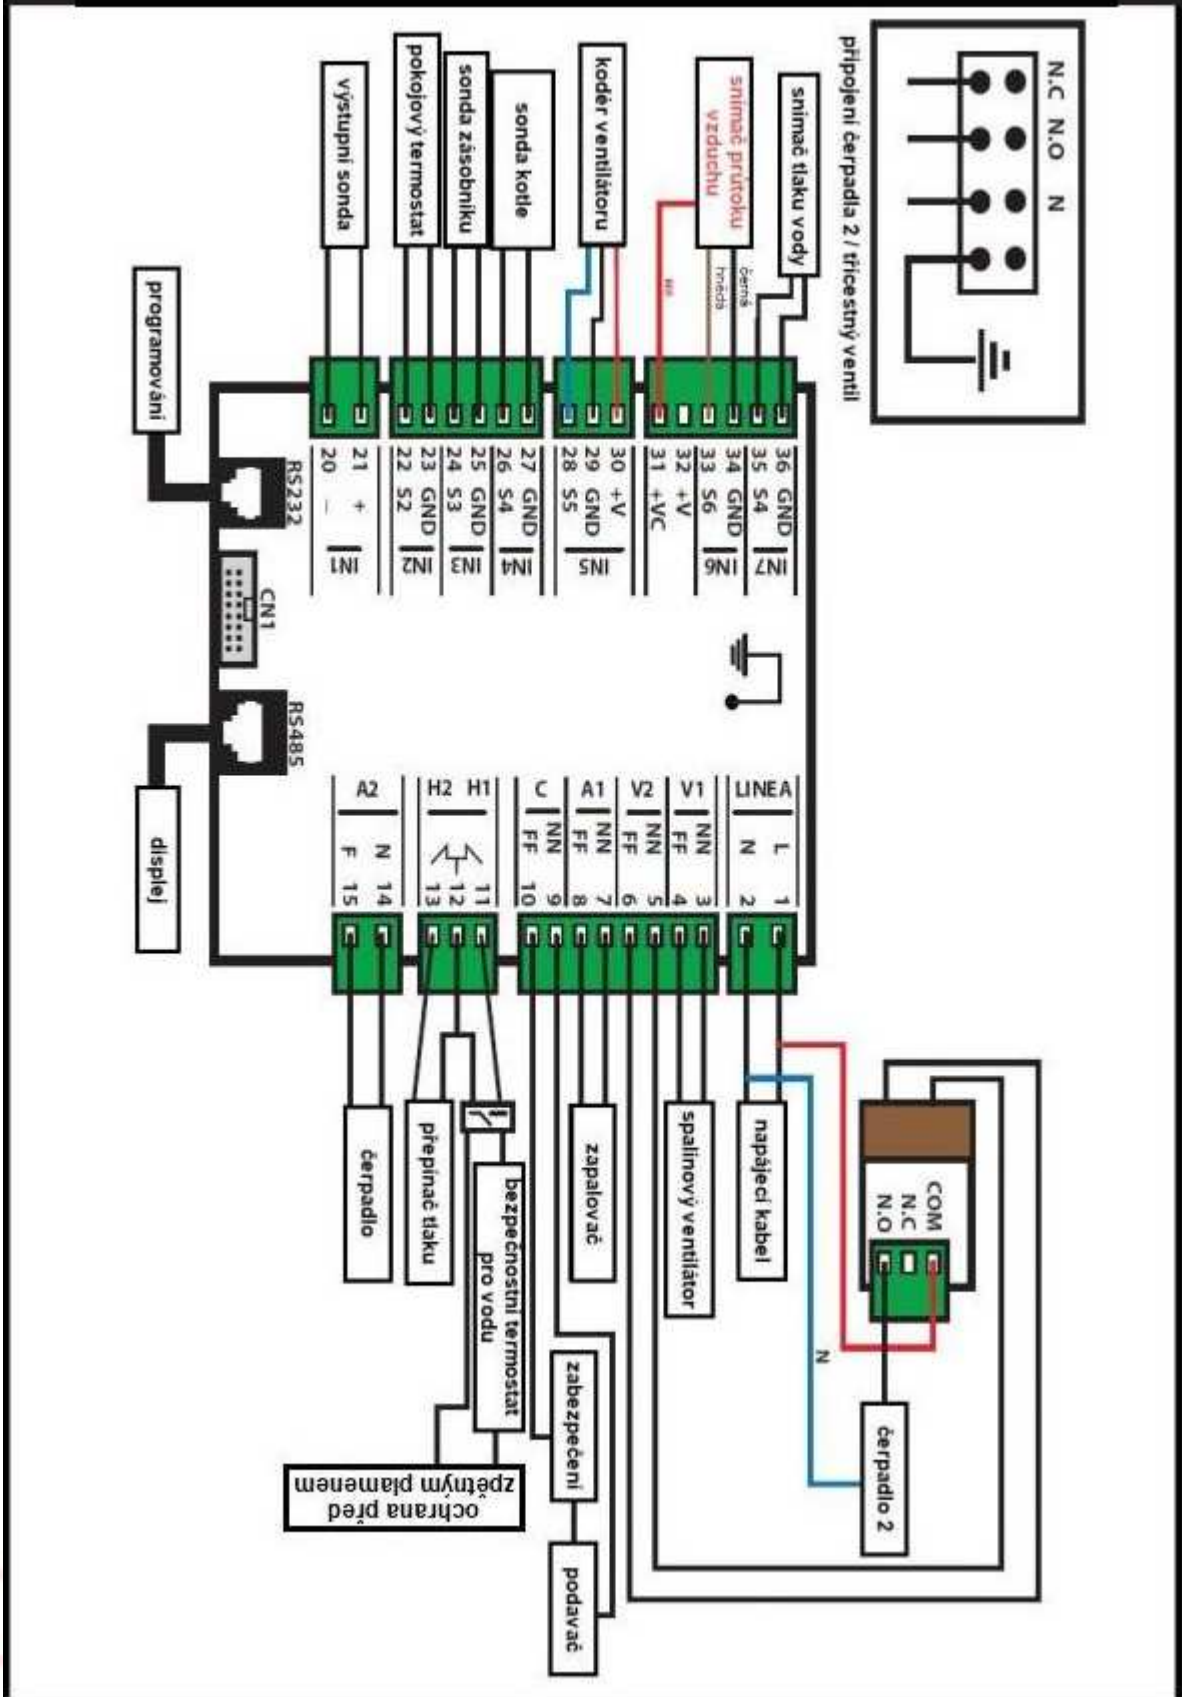 N.C N.O N
připojení čerpadla 2 / třícestný ventil
výstupní sonda
pokojový termostat
sonda zásobníku
sonda kotle
kodér ventilátoru
snímač průtoku
vzduchu
snímač tlaku vody
hnědá
černá
programování
RS232
CN1
RS485
displej
20 –
21 +
IN1
22 S2
23 GND
IN2
24 S3
25 GND
IN3
26 S4
27 GND
IN4
28 S5
29 GND
30 +V
IN5
31 +VC
32 +V
33 S6
34 GND
IN6
35 S4
36 GND
IN7
A2
F 15
N 14
H2 H1
13
12
11
C
FF 10
NN 9
A1
FF 8
NN 7
V2
FF 6
NN 5
V1
FF 4
NN 3
LINEA
N 2
L 1
čerpadlo
přepínač tlaku
bezpečnostní termostat
pro vodu
ochrana před
zpětným plamenem
zapalovač
zabezpečení
podavač
spalinový ventilátor
napájecí kabel
COM
N.C
N.O
N
čerpadlo 2